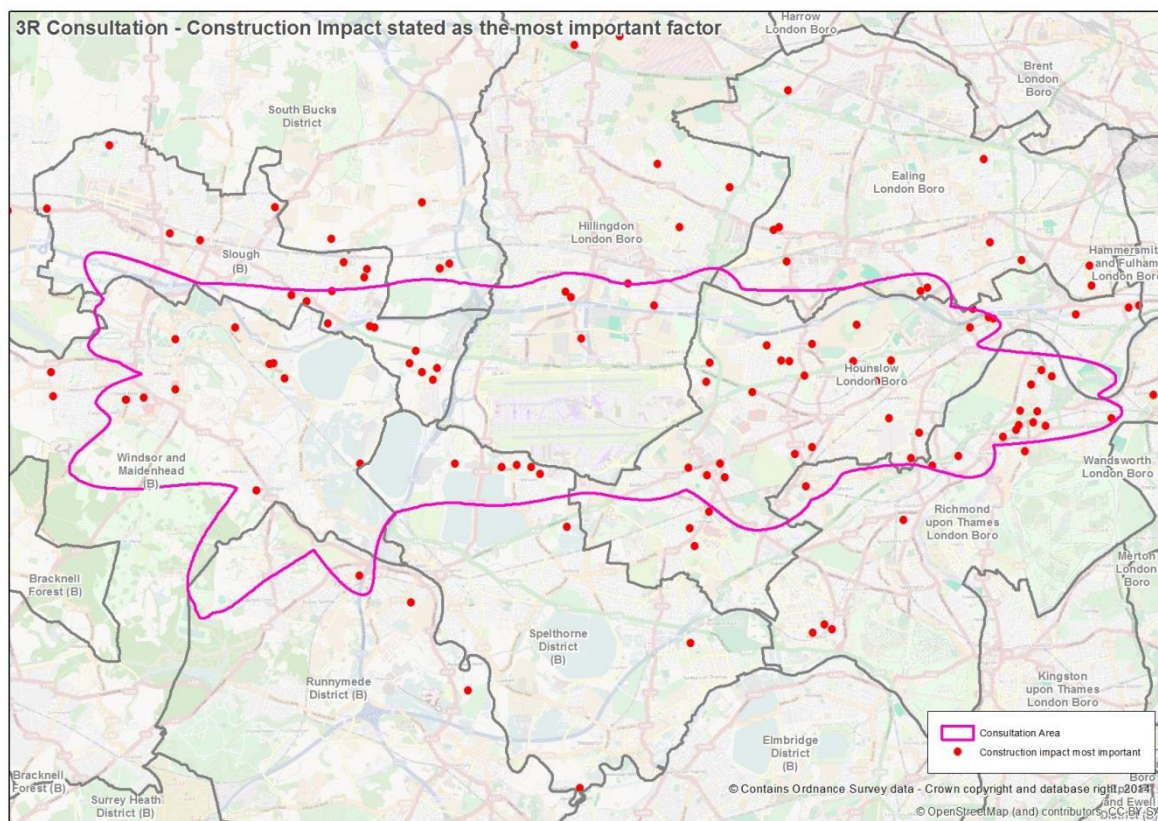 3R Consultation - Construction Impact stated as the most important factor
Harrow
London Boro
Brent
London
Boro
South Bucks
District
Ealing
London Boro
Hillingdon
London Boro
Hammersmith
and Fulham
London Boro
Slough
(B)
Hounslow
London Boro
Windsor and
Maidenhead
(B)
Wandsworth
London Boro
Richmond
upon Thames
London Boro
Merton
London
Boro
Bracknell
Forest (B)
Spelthorne
District
(B)
Runnymede
District (B)
Kingston
upon Thames
London Boro
Elmbridge
District
(B)
Consultation Area
Construction impact most important
Bracknell
Forest (B)
Surrey Heath
District (B)
Boro
and Ewell
District (B)
© Contains Ordnance Survey data - Crown copyright and database right 2014
© OpenStreetMap (and) contributors, CC-BY-SA